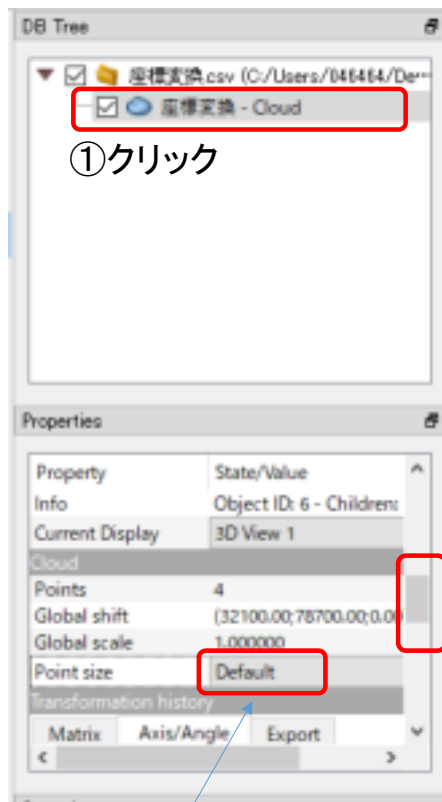 DB Tree
座標変換.csv (C:/Users/046464/De...
座標変換 - Cloud
①クリック
Properties
Property State/Value
Info Object ID: 6 - Children:
Current Display 3D View 1
Cloud
Points 4
Global shift (32100.00;78700.00;0.00
Global scale 1.000000
Point size Default
Transformation history
Matrix Axis/Angle Export